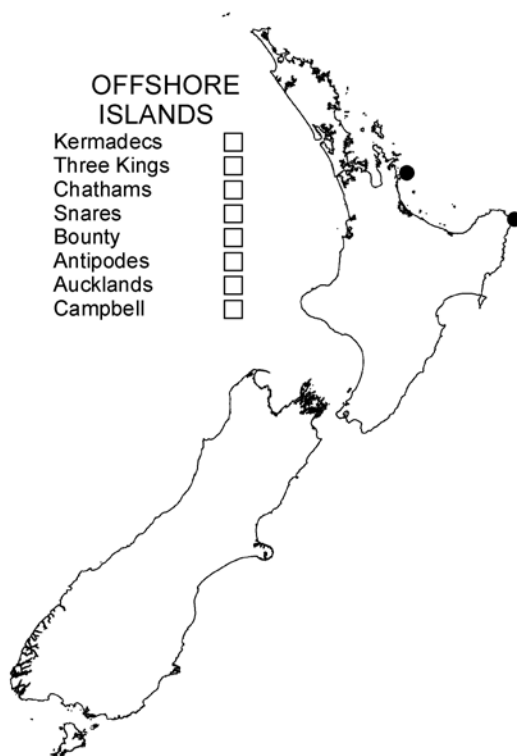 OFFSHORE
ISLANDS
Kermadecs
Three Kings
Chathams
Snares
Bounty
Antipodes
Aucklands
Campbell